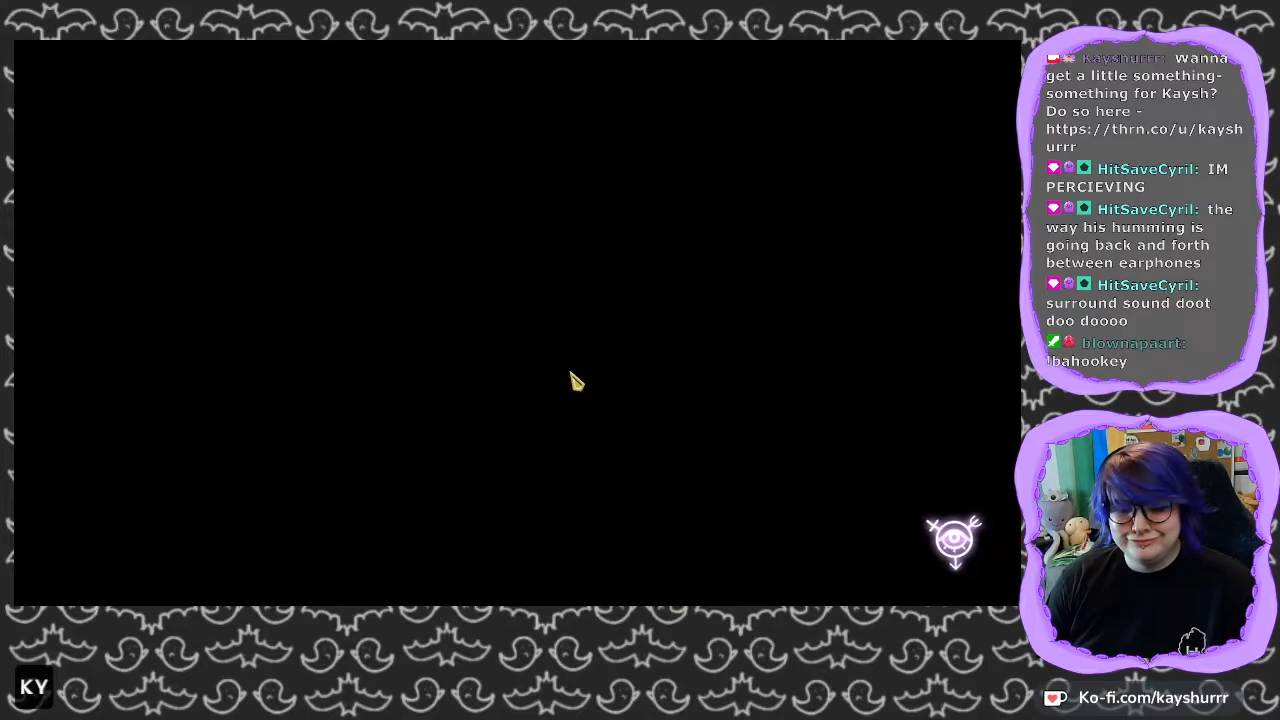 kayshurrr: Wanna
get a little something-
something for Kaysh?
Do so here -
https://thrn.co/u/kaysh
urrr
HitSaveCyril: IM
PERCIEVING
HitSaveCyril: the
way his humming is
going back and forth
between earphones
HitSaveCyril:
surround sound doot
doo doooo
blownapaart:
!bahookey
KY
Ko-fi.com/kayshurrr